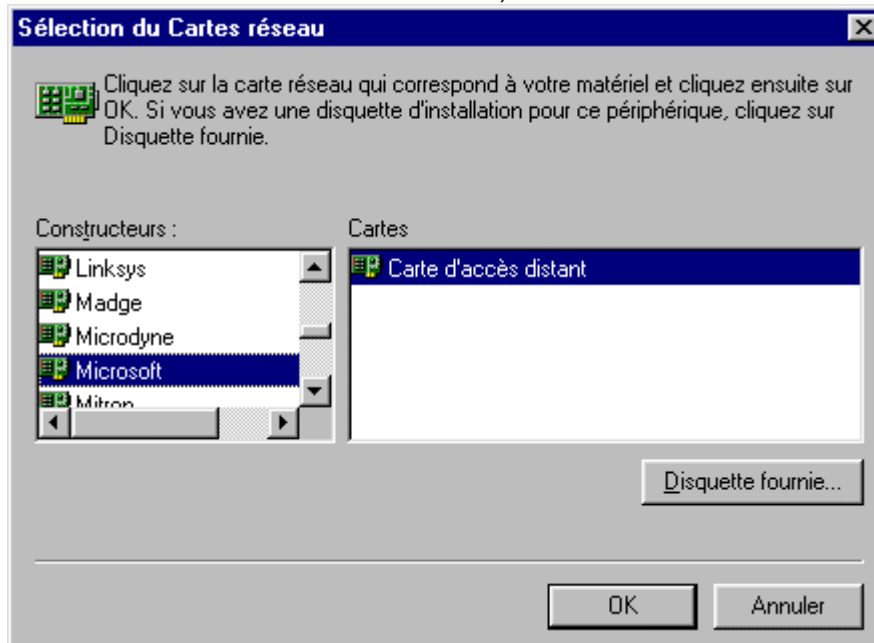 Sélection du Cartes réseau
Cliquez sur la carte réseau qui correspond à votre matériel et cliquez ensuite sur
OK. Si vous avez une disquette d'installation pour ce périphérique, cliquez sur
Disquette fournie.
Constructeurs :
Cartes
Linksys
Madge
Microdyne
Microsoft
Mitron
Carte d'accès distant
Disquette fournie...
OK
Annuler